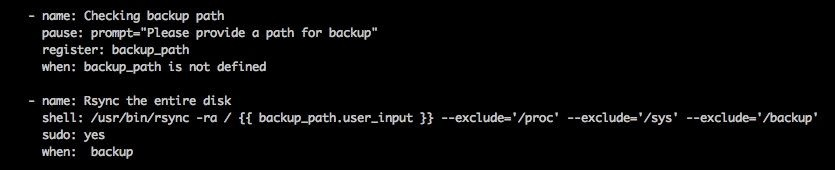 - name: Checking backup path
  pause: prompt="Please provide a path for backup"
  register: backup_path
  when: backup_path is not defined

- name: Rsync the entire disk
  shell: /usr/bin/rsync -ra / {{ backup_path.user_input }} --exclude='/proc' --exclude='/sys' --exclude='/backup'
  sudo: yes
  when:  backup